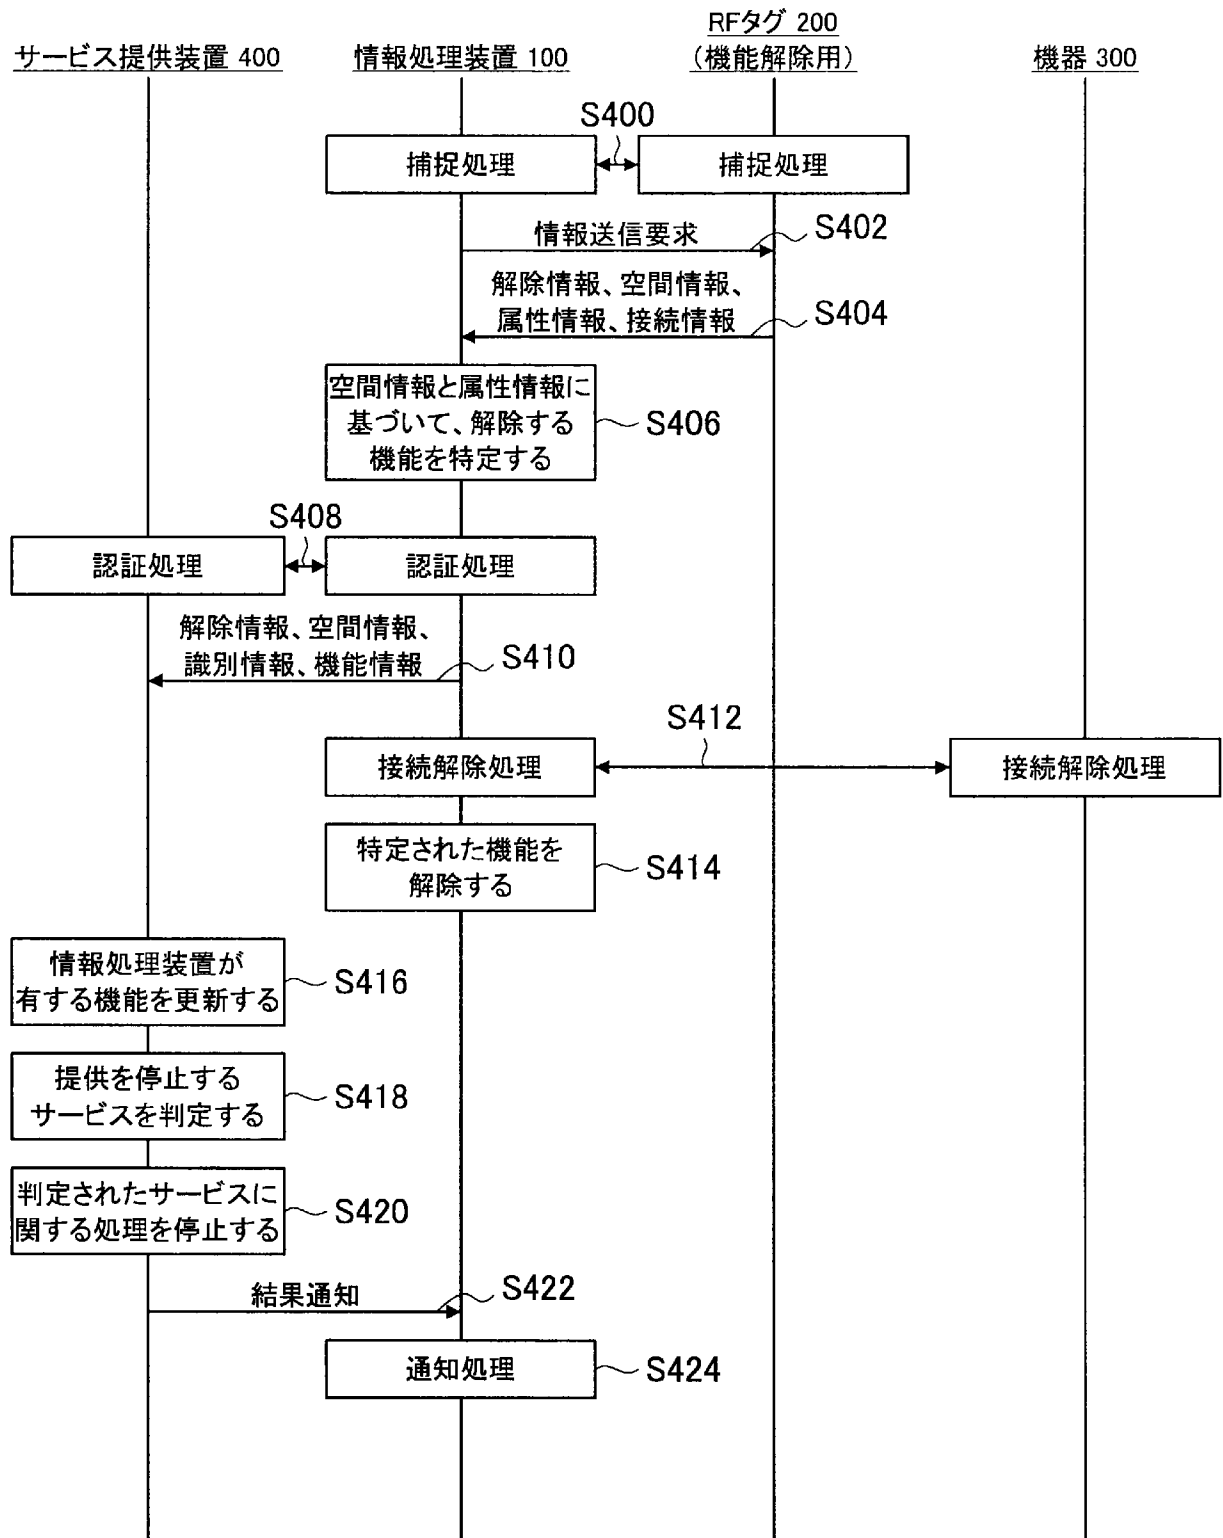 サービス提供装置 400
情報処理装置 100
RFタグ 200
(機能解除用)
機器 300
S400
捕捉処理
捕捉処理
情報送信要求
S402
解除情報、空間情報、
属性情報、接続情報
S404
空間情報と属性情報に
基づいて、解除する
機能を特定する
S406
S408
認証処理
認証処理
解除情報、空間情報、
識別情報、機能情報
S410
S412
接続解除処理
接続解除処理
特定された機能を
解除する
S414
情報処理装置が
有する機能を更新する
S416
提供を停止する
サービスを判定する
S418
判定されたサービスに
関する処理を停止する
S420
結果通知
S422
通知処理
S424